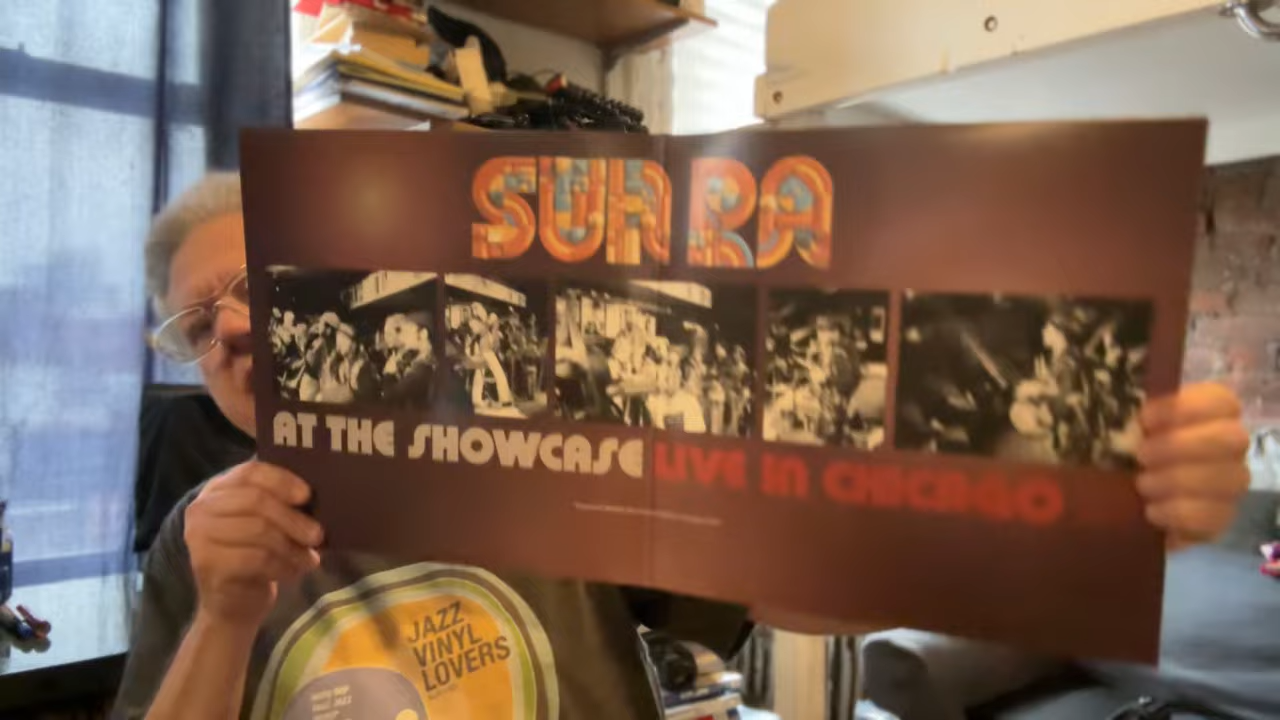 SUN RA
AT THE SHOWCASE LIVE IN CHICAGO
JAZZ
VINYL
LOVERS